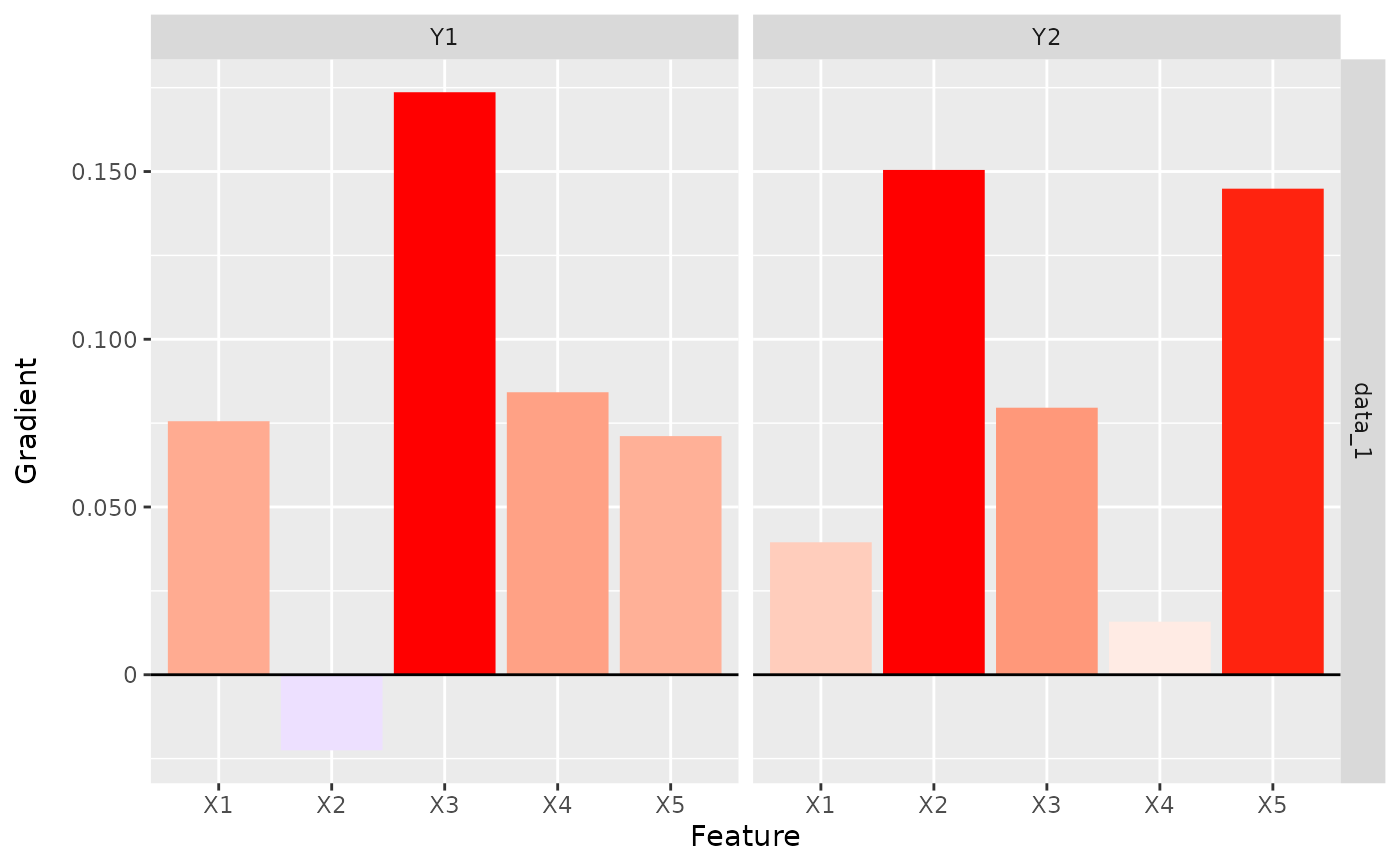 Y1
Y2
data_1
Gradient
0.150
0.100
0.050
0
X1 X2 X3 X4 X5
X1 X2 X3 X4 X5
Feature